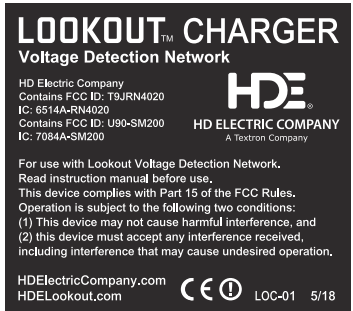 LOOKOUT™ CHARGER
Voltage Detection Network
HD Electric Company
Contains FCC ID: T9JRN4020
IC: 6514A-RN4020
Contains FCC ID: U90-SM200
IC: 7084A-SM200
HDE®
HD ELECTRIC COMPANY
A Textron Company
For use with Lookout Voltage Detection Network.
Read instruction manual before use.
This device complies with Part 15 of the FCC Rules.
Operation is subject to the following two conditions:
(1) This device may not cause harmful interference, and
(2) this device must accept any interference received,
including interference that may cause undesired operation.
HDElectricCompany.com
HDELookout.com
CE
LOC-01 5/18